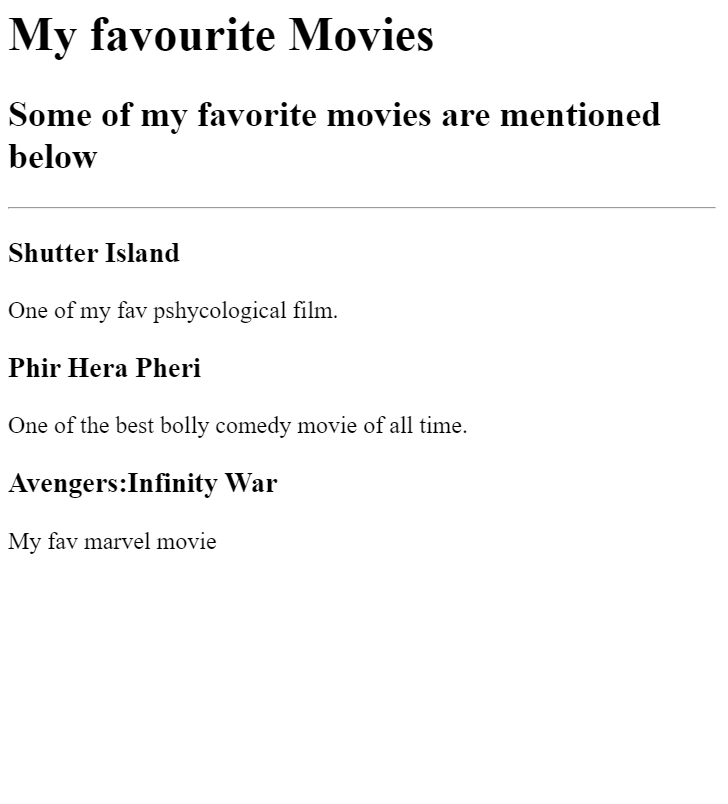 My favourite Movies
Some of my favorite movies are mentioned
below
Shutter Island
One of my fav pshycological film.
Phir Hera Pheri
One of the best bolly comedy movie of all time.
Avengers:Infinity War
My fav marvel movie